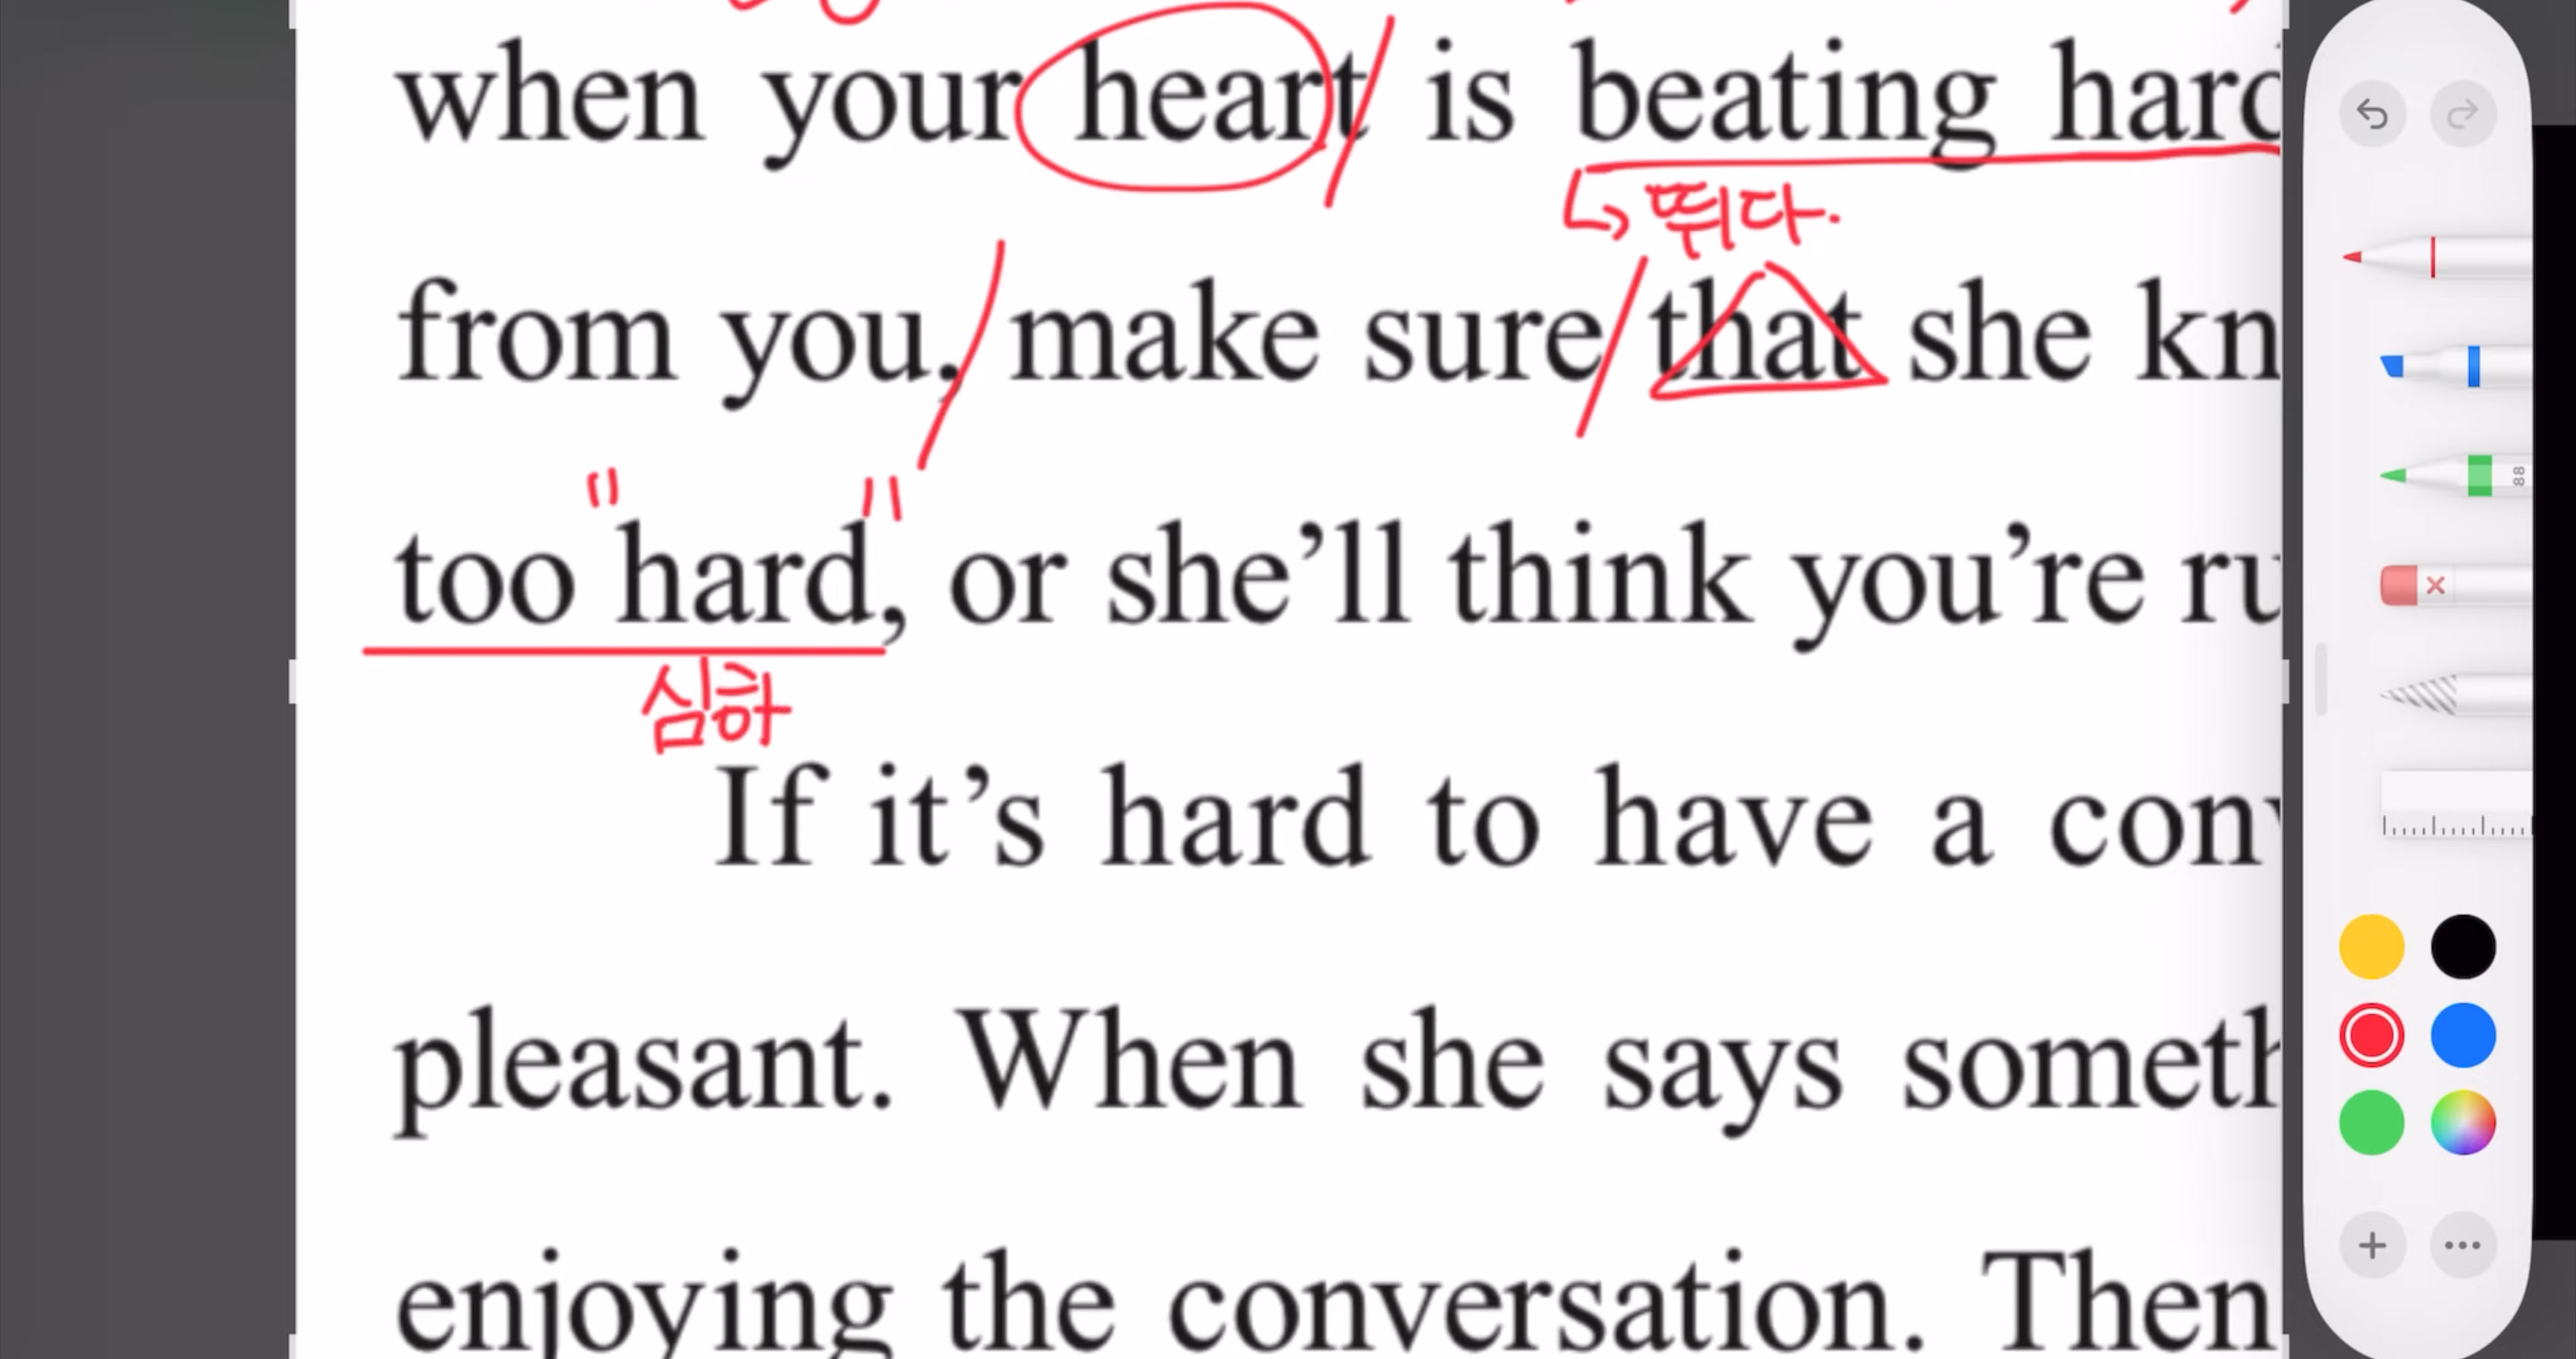 when your heart is beating hard
뛰다.
from you, make sure that she kn
too "hard", or she'll think you're ru
심하
If it's hard to have a con
pleasant. When she says someth
enjoying the conversation. Then
88